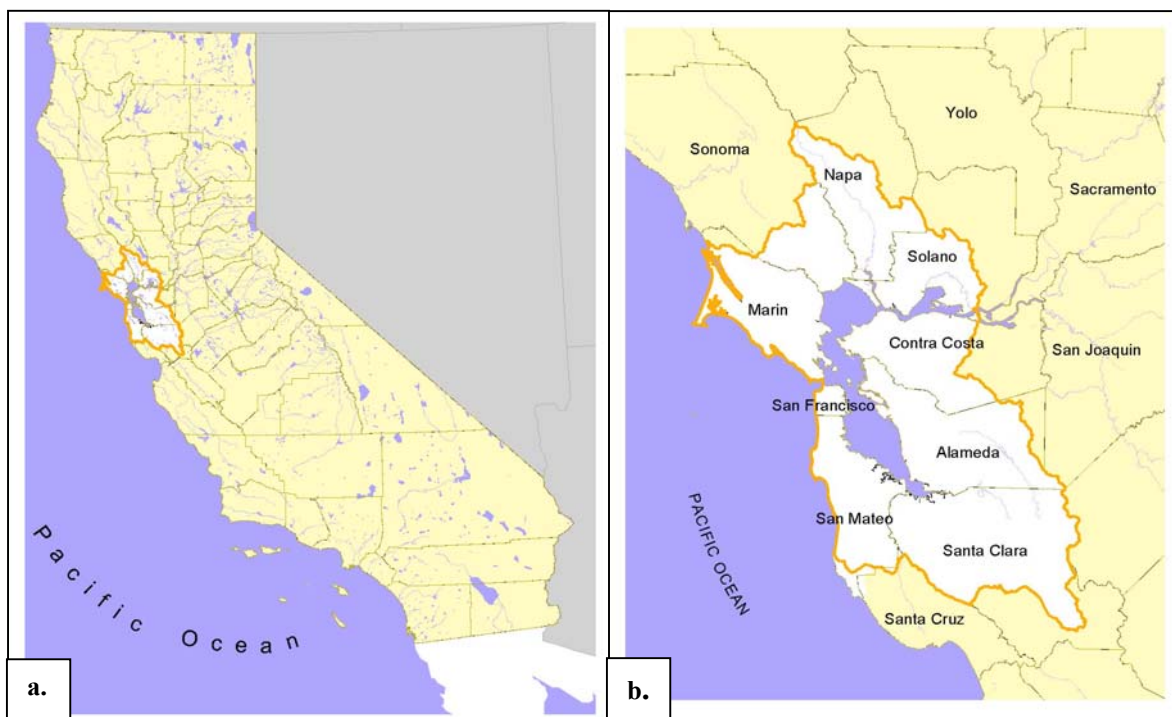 Pacific Ocean
a.
Yolo
Sonoma
Napa
Sacramento
Solano
Marin
Contra Costa
San Joaquin
San Francisco
Alameda
PACIFIC OCEAN
San Mateo
Santa Clara
Santa Cruz
b.